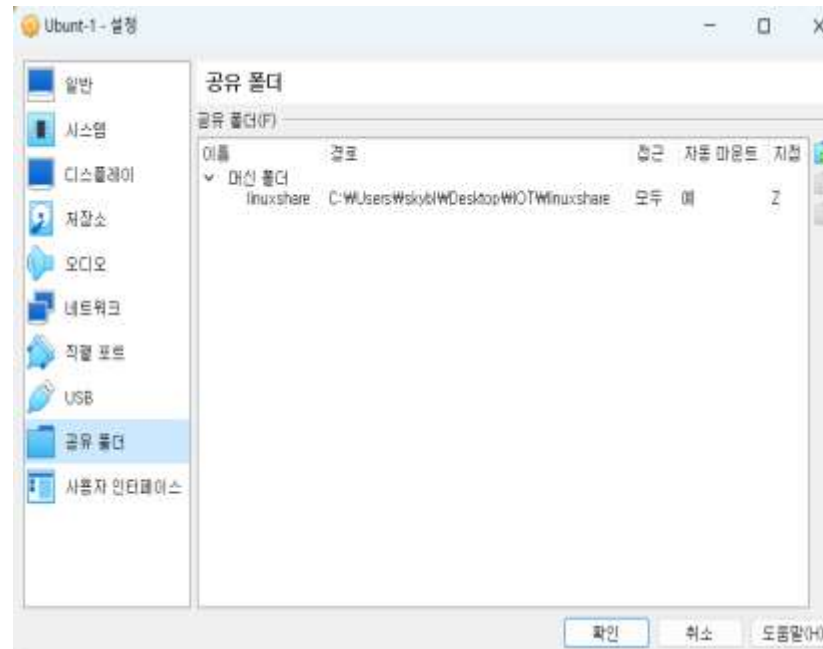 Ubunt-1 - 설정
일반
시스템
디스플레이
저장소
오디오
네트워크
직렬 포트
USB
공유 폴더
사용자 인터페이스
공유 폴더
공유 폴더(F)
이름 경로 접근 자동 마운트 지점
머신 폴더
linuxshare C:₩Users₩skybl₩Desktop₩IOT₩linuxshare 모두 예 Z
확인 취소 도움말(H)